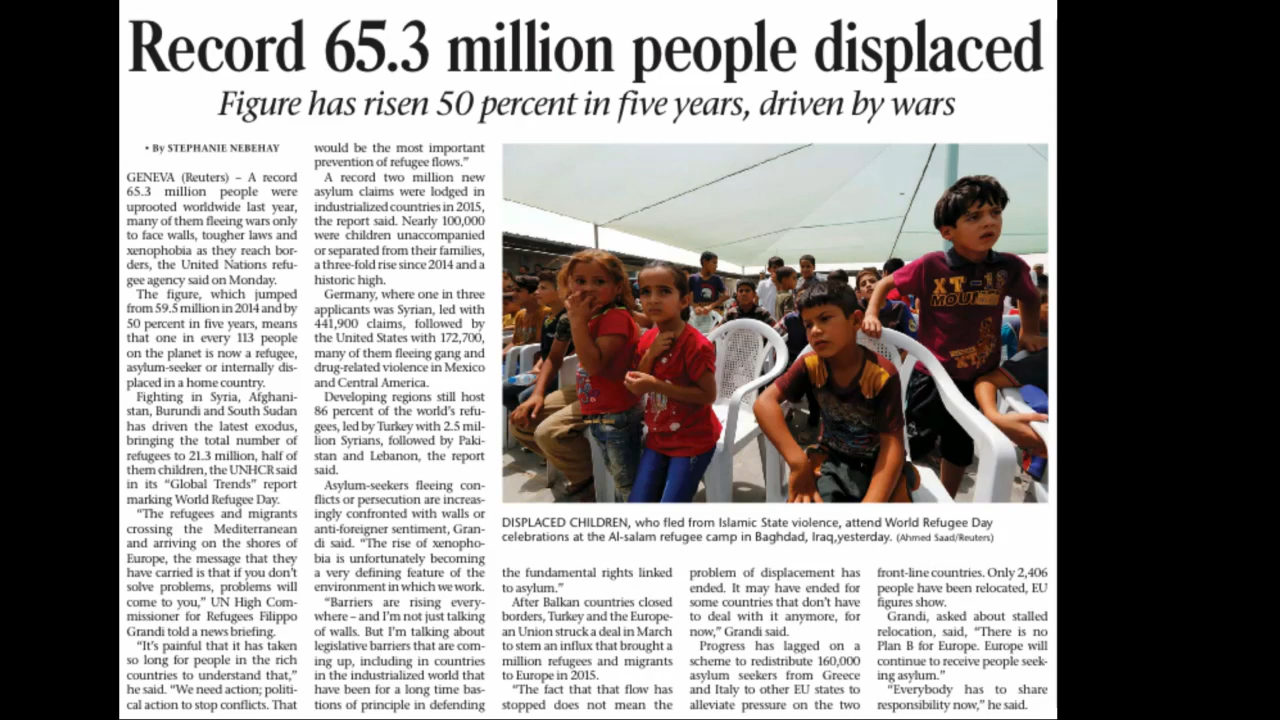 Record 65.3 million people displaced
Figure has risen 50 percent in five years, driven by wars
• By STEPHANIE NEBEHAY
GENEVA (Reuters) – A record
65.3 million people were
uprooted worldwide last year,
many of them fleeing wars only
to face walls, tougher laws and
xenophobia as they reach bor-
ders, the United Nations refu-
gee agency said on Monday.
The figure, which jumped
from 59.5 million in 2014 and by
50 percent in five years, means
that one in every 113 people
on the planet is now a refugee,
asylum-seeker or internally dis-
placed in a home country.
Fighting in Syria, Afghani-
stan, Burundi and South Sudan
has driven the latest exodus,
bringing the total number of
refugees to 21.3 million, half of
them children, the UNHCR said
in its “Global Trends” report
marking World Refugee Day.
“The refugees and migrants
crossing the Mediterranean
and arriving on the shores of
Europe, the message that they
have carried is that if you don’t
solve problems, problems will
come to you,” UN High Com-
missioner for Refugees Filippo
Grandi told a news briefing.
“It’s painful that it has taken
so long for people in the rich
countries to understand that,”
he said. “We need action; politi-
cal action to stop conflicts. That
would be the most important
prevention of refugee flows.”
A record two million new
asylum claims were lodged in
industrialized countries in 2015,
the report said. Nearly 100,000
were children unaccompanied
or separated from their families,
a three-fold rise since 2014 and a
historic high.
Germany, where one in three
applicants was Syrian, led with
441,900 claims, followed by
the United States with 172,700,
many of them fleeing gang and
drug-related violence in Mexico
and Central America.
Developing regions still host
86 percent of the world’s refu-
gees, led by Turkey with 2.5 mil-
lion Syrians, followed by Paki-
stan and Lebanon, the report
said.
Asylum-seekers fleeing con-
flicts or persecution are increas-
ingly confronted with walls or
anti-foreigner sentiment, Gran-
di said. “The rise of xenopho-
bia is unfortunately becoming
a very defining feature of the
environment in which we work.
“Barriers are rising every-
where – and I’m not just talking
of walls. But I’m talking about
legislative barriers that are com-
ing up, including in countries
in the industrialized world that
have been for a long time bas-
tions of principle in defending
XT-12
MOUN
DISPLACED CHILDREN, who fled from Islamic State violence, attend World Refugee Day
celebrations at the Al-salam refugee camp in Baghdad, Iraq,yesterday. (Ahmed Saad/Reuters)
the fundamental rights linked
to asylum.”
After Balkan countries closed
borders, Turkey and the Europe-
an Union struck a deal in March
to stem an influx that brought a
million refugees and migrants
to Europe in 2015.
“The fact that that flow has
stopped does not mean the
problem of displacement has
ended. It may have ended for
some countries that don’t have
to deal with it anymore, for
now,” Grandi said.
Progress has lagged on a
scheme to redistribute 160,000
asylum seekers from Greece
and Italy to other EU states to
alleviate pressure on the two
front-line countries. Only 2,406
people have been relocated, EU
figures show.
Grandi, asked about stalled
relocation, said, “There is no
Plan B for Europe. Europe will
continue to receive people seek-
ing asylum.”
“Everybody has to share
responsibility now,” he said.